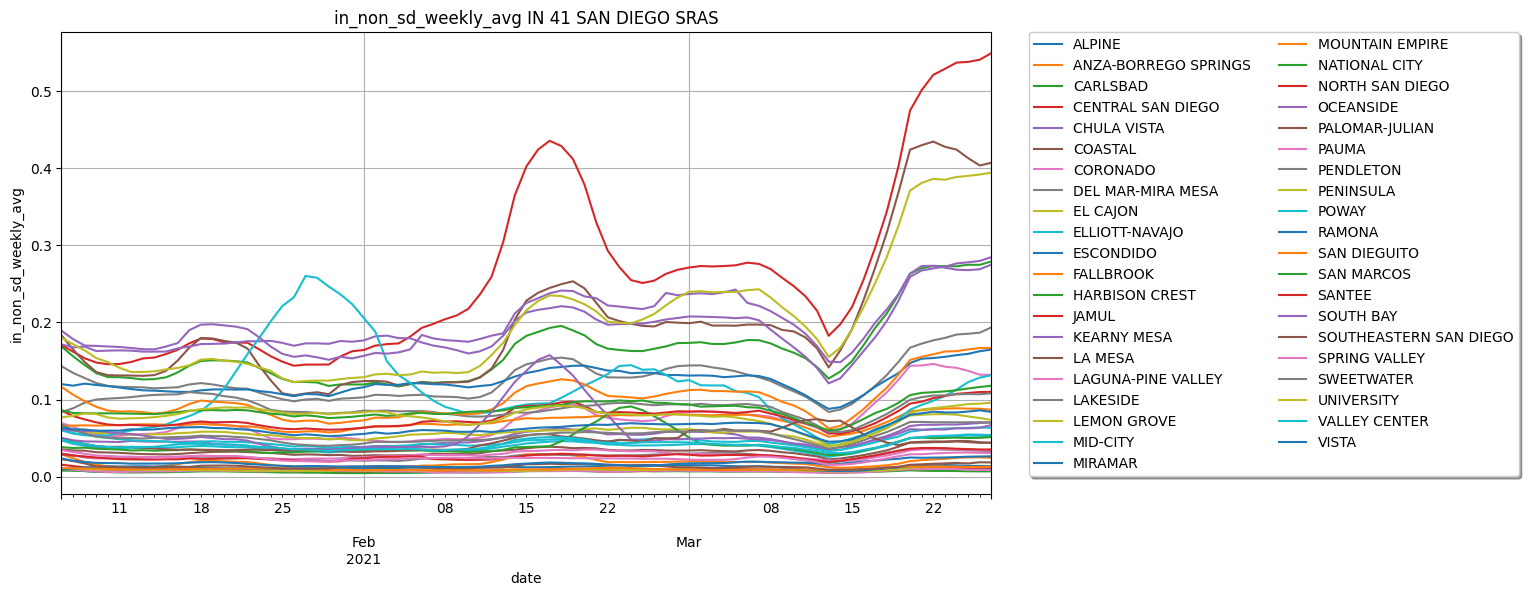 in_non_sd_weekly_avg IN 41 SAN DIEGO SRAS
in_non_sd_weekly_avg
0.5
0.4
0.3
0.2
0.1
0.0
11 18 25 08 15 22 08 15 22
Feb Mar
2021
date
ALPINE
ANZA-BORREGO SPRINGS
CARLSBAD
CENTRAL SAN DIEGO
CHULA VISTA
COASTAL
CORONADO
DEL MAR-MIRA MESA
EL CAJON
ELLIOTT-NAVAJO
ESCONDIDO
FALLBROOK
HARBISON CREST
JAMUL
KEARNY MESA
LA MESA
LAGUNA-PINE VALLEY
LAKESIDE
LEMON GROVE
MID-CITY
MIRAMAR
MOUNTAIN EMPIRE
NATIONAL CITY
NORTH SAN DIEGO
OCEANSIDE
PALOMAR-JULIAN
PAUMA
PENDLETON
PENINSULA
POWAY
RAMONA
SAN DIEGUITO
SAN MARCOS
SANTEE
SOUTH BAY
SOUTHEASTERN SAN DIEGO
SPRING VALLEY
SWEETWATER
UNIVERSITY
VALLEY CENTER
VISTA